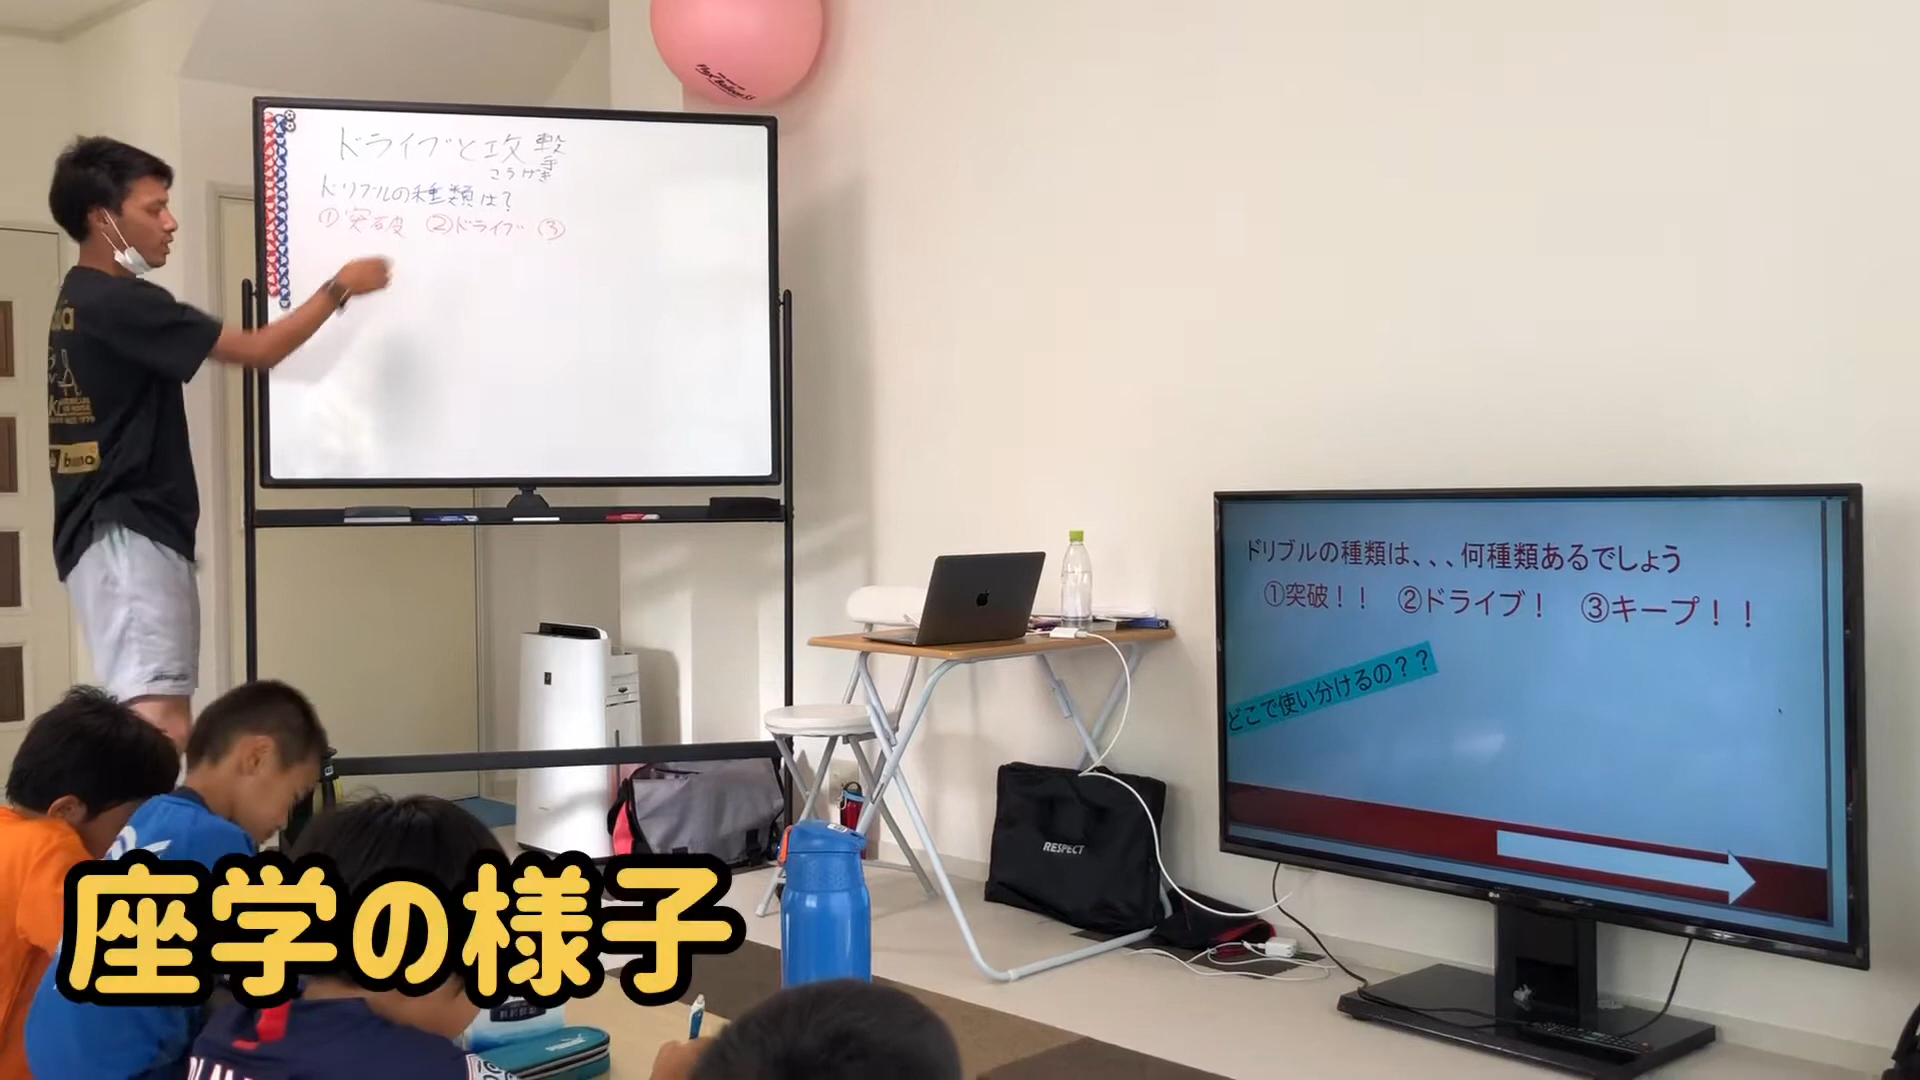 ドライブと攻撃
こうげき
ドリブルの種類は?
①突破 ②ドライブ ③
ドリブルの種類は、、、何種類あるでしょう
①突破!! ②ドライブ! ③キープ!!
どこで使い分けるの??
RESPECT
座学の様子